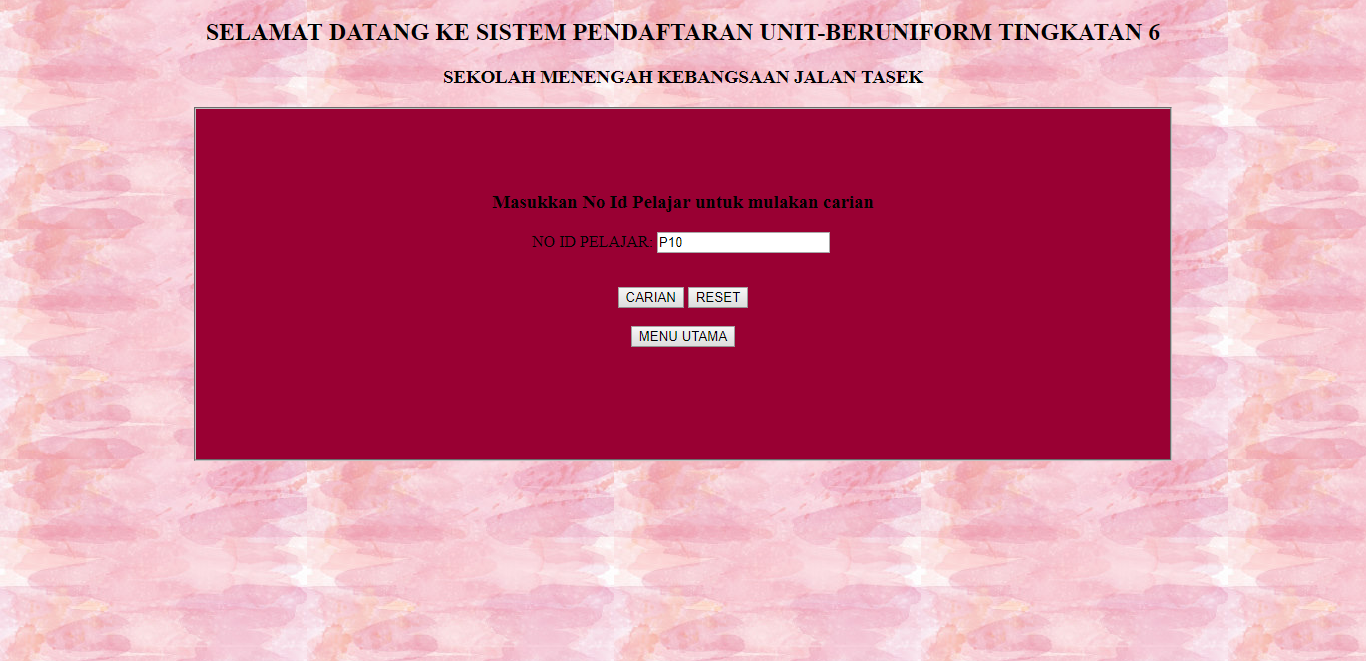 SELAMAT DATANG KE SISTEM PENDAFTARAN UNIT-BERUNIFORM TINGKATAN 6
SEKOLAH MENENGAH KEBANGSAAN JALAN TASEK
Masukkan No Id Pelajar untuk mulakan carian
NO ID PELAJAR: P10
CARIAN RESET
MENU UTAMA